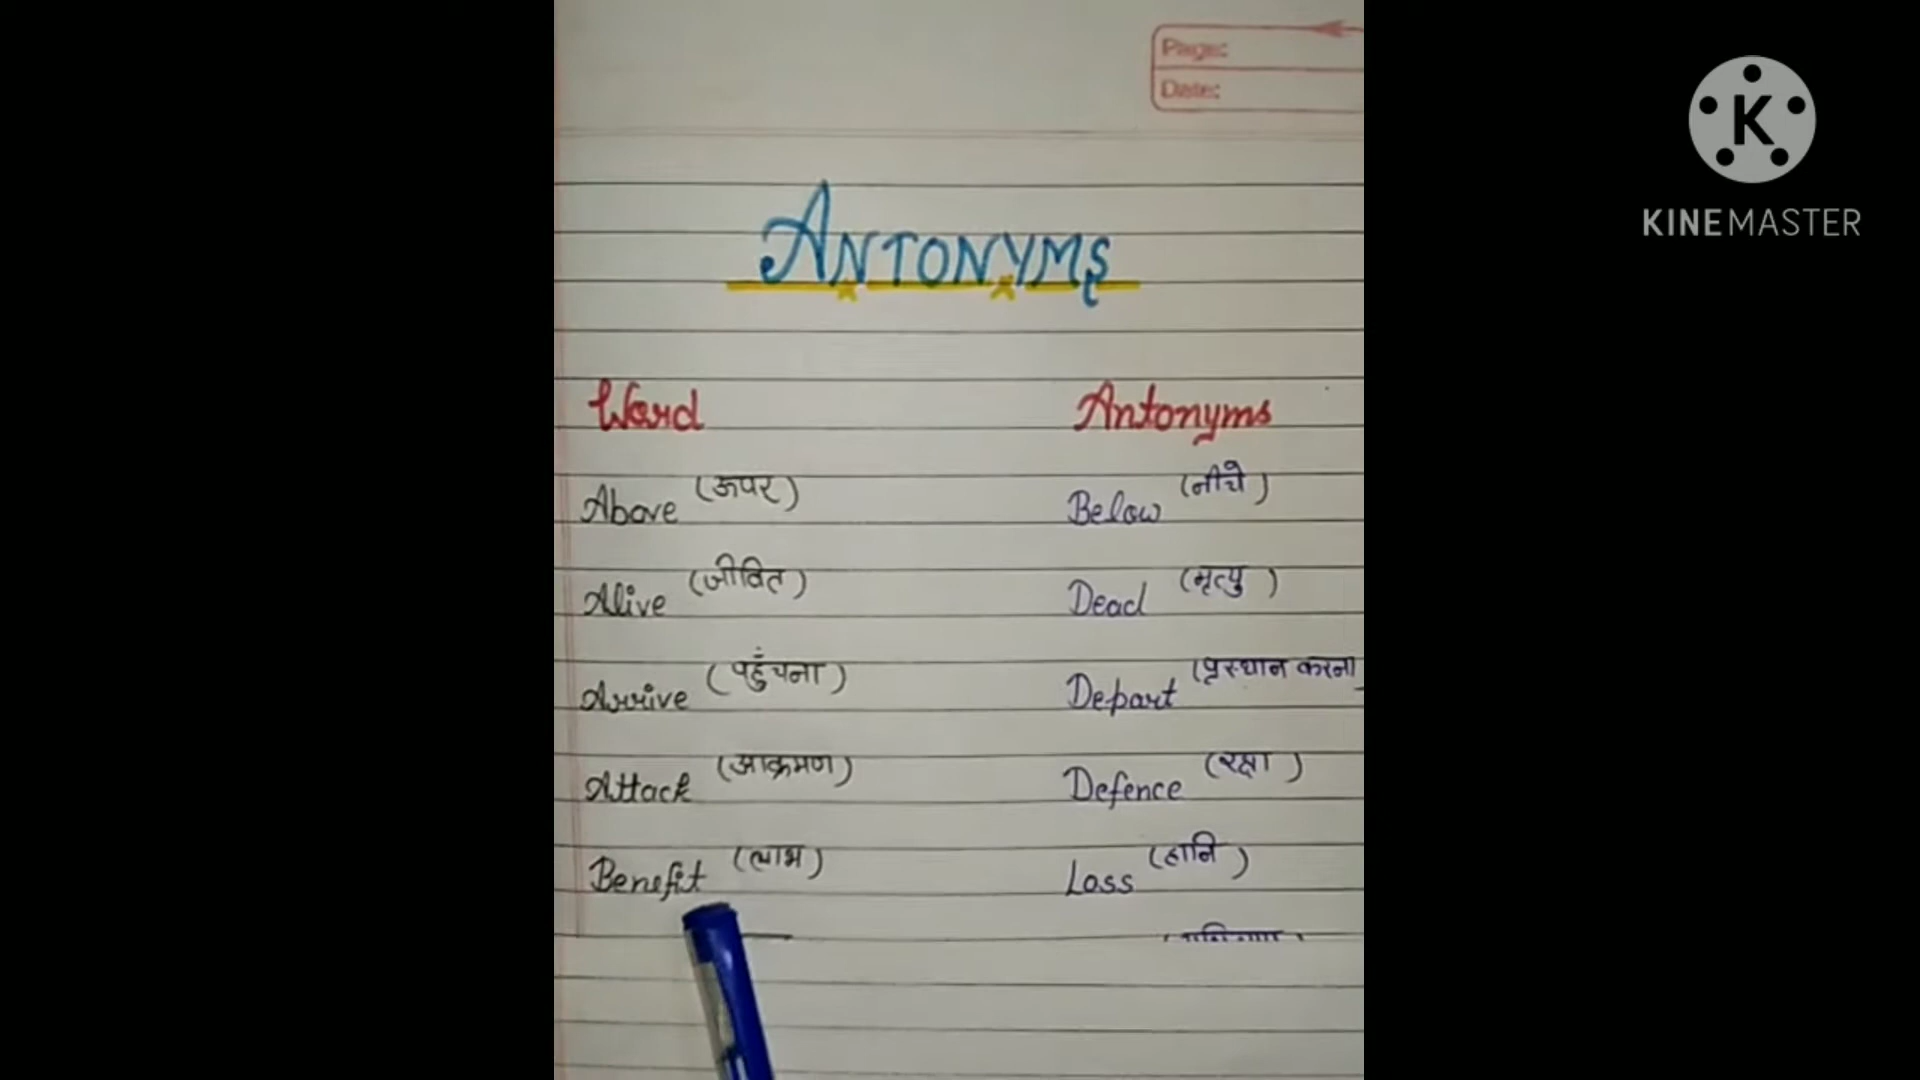 Page:
Date:
KINEMASTER
ANTONYMS
Word Antonyms
Above (ऊपर) Below (नीचे)
Alive (जीवित) Dead (मृत्यु)
Arrive (पहुँचना) Depart (प्रस्थान करना
Attack (आक्रमण) Defence (रक्षा)
Benefit (लाभ) Loss (हानि)